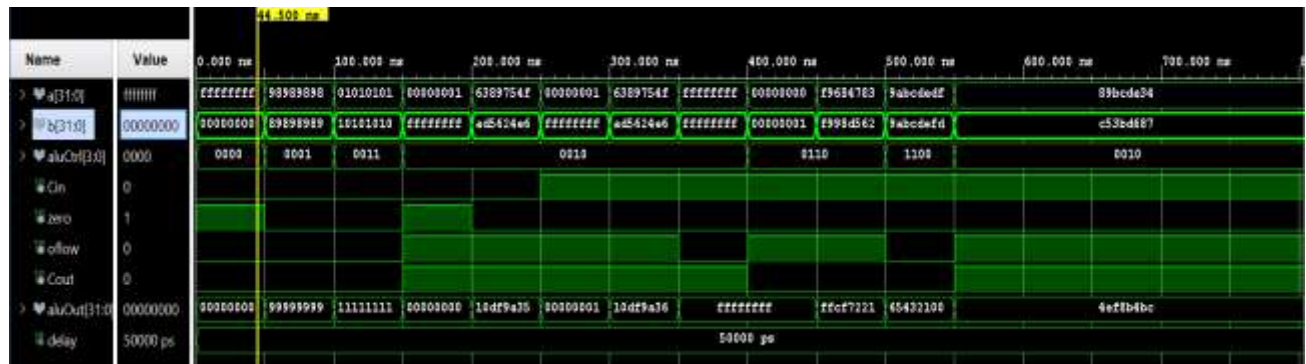 44.500 ns
Name Value 0.000 ns 100.000 ns 200.000 ns 300.000 ns 400.000 ns 500.000 ns 600.000 ns 700.000 ns
a[31:0] ffffffff ffffffff 98989898 01010101 00000001 6389754f 00000001 6389754f ffffffff 00000000 f9684783 9abcdedf 89bcde34
b[31:0] 00000000 00000000 89898989 10101010 ffffffff ad5624e6 ffffffff ad5624e6 ffffffff 00000001 f998d562 9abcdefd c53bd687
aluCtrl[3:0] 0000 0000 0001 0011 0010 0110 1100 0010
Cin 0
zero 1
oflow 0
Cout 0
aluOut[31:0 00000000 00000000 99999999 11111111 00000000 10df9a35 00000001 10df9a36 ffffffff ffcf7221 65432100 4ef8b4bc
delay 50000 ps 50000 ps